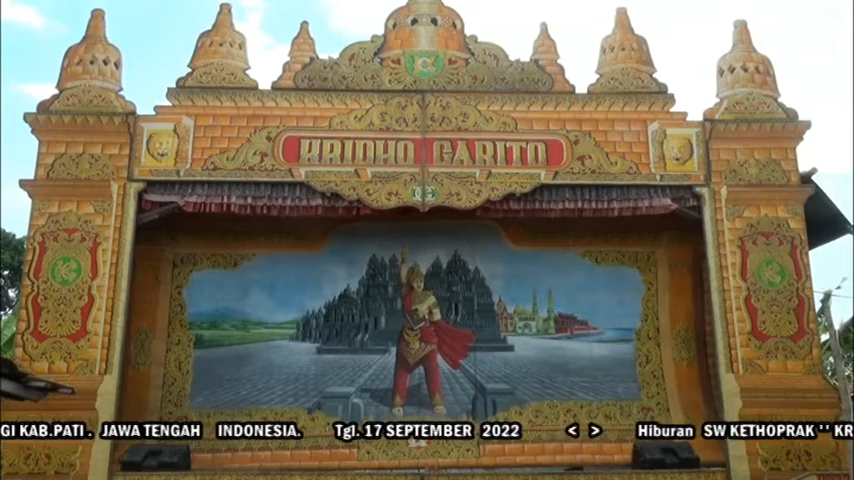 KRIDHO CARITO
GI KAB.PATI . JAWA TENGAH INDONESIA. Tgl. 17 SEPTEMBER 2022 < > Hiburan SW KETHOPRAK '' KR